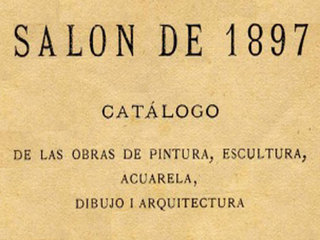 SALON DE 1897
CATÁLOGO
DE LAS OBRAS DE PINTURA, ESCULTURA,
ACUARELA,
DIBUJO I ARQUITECTURA